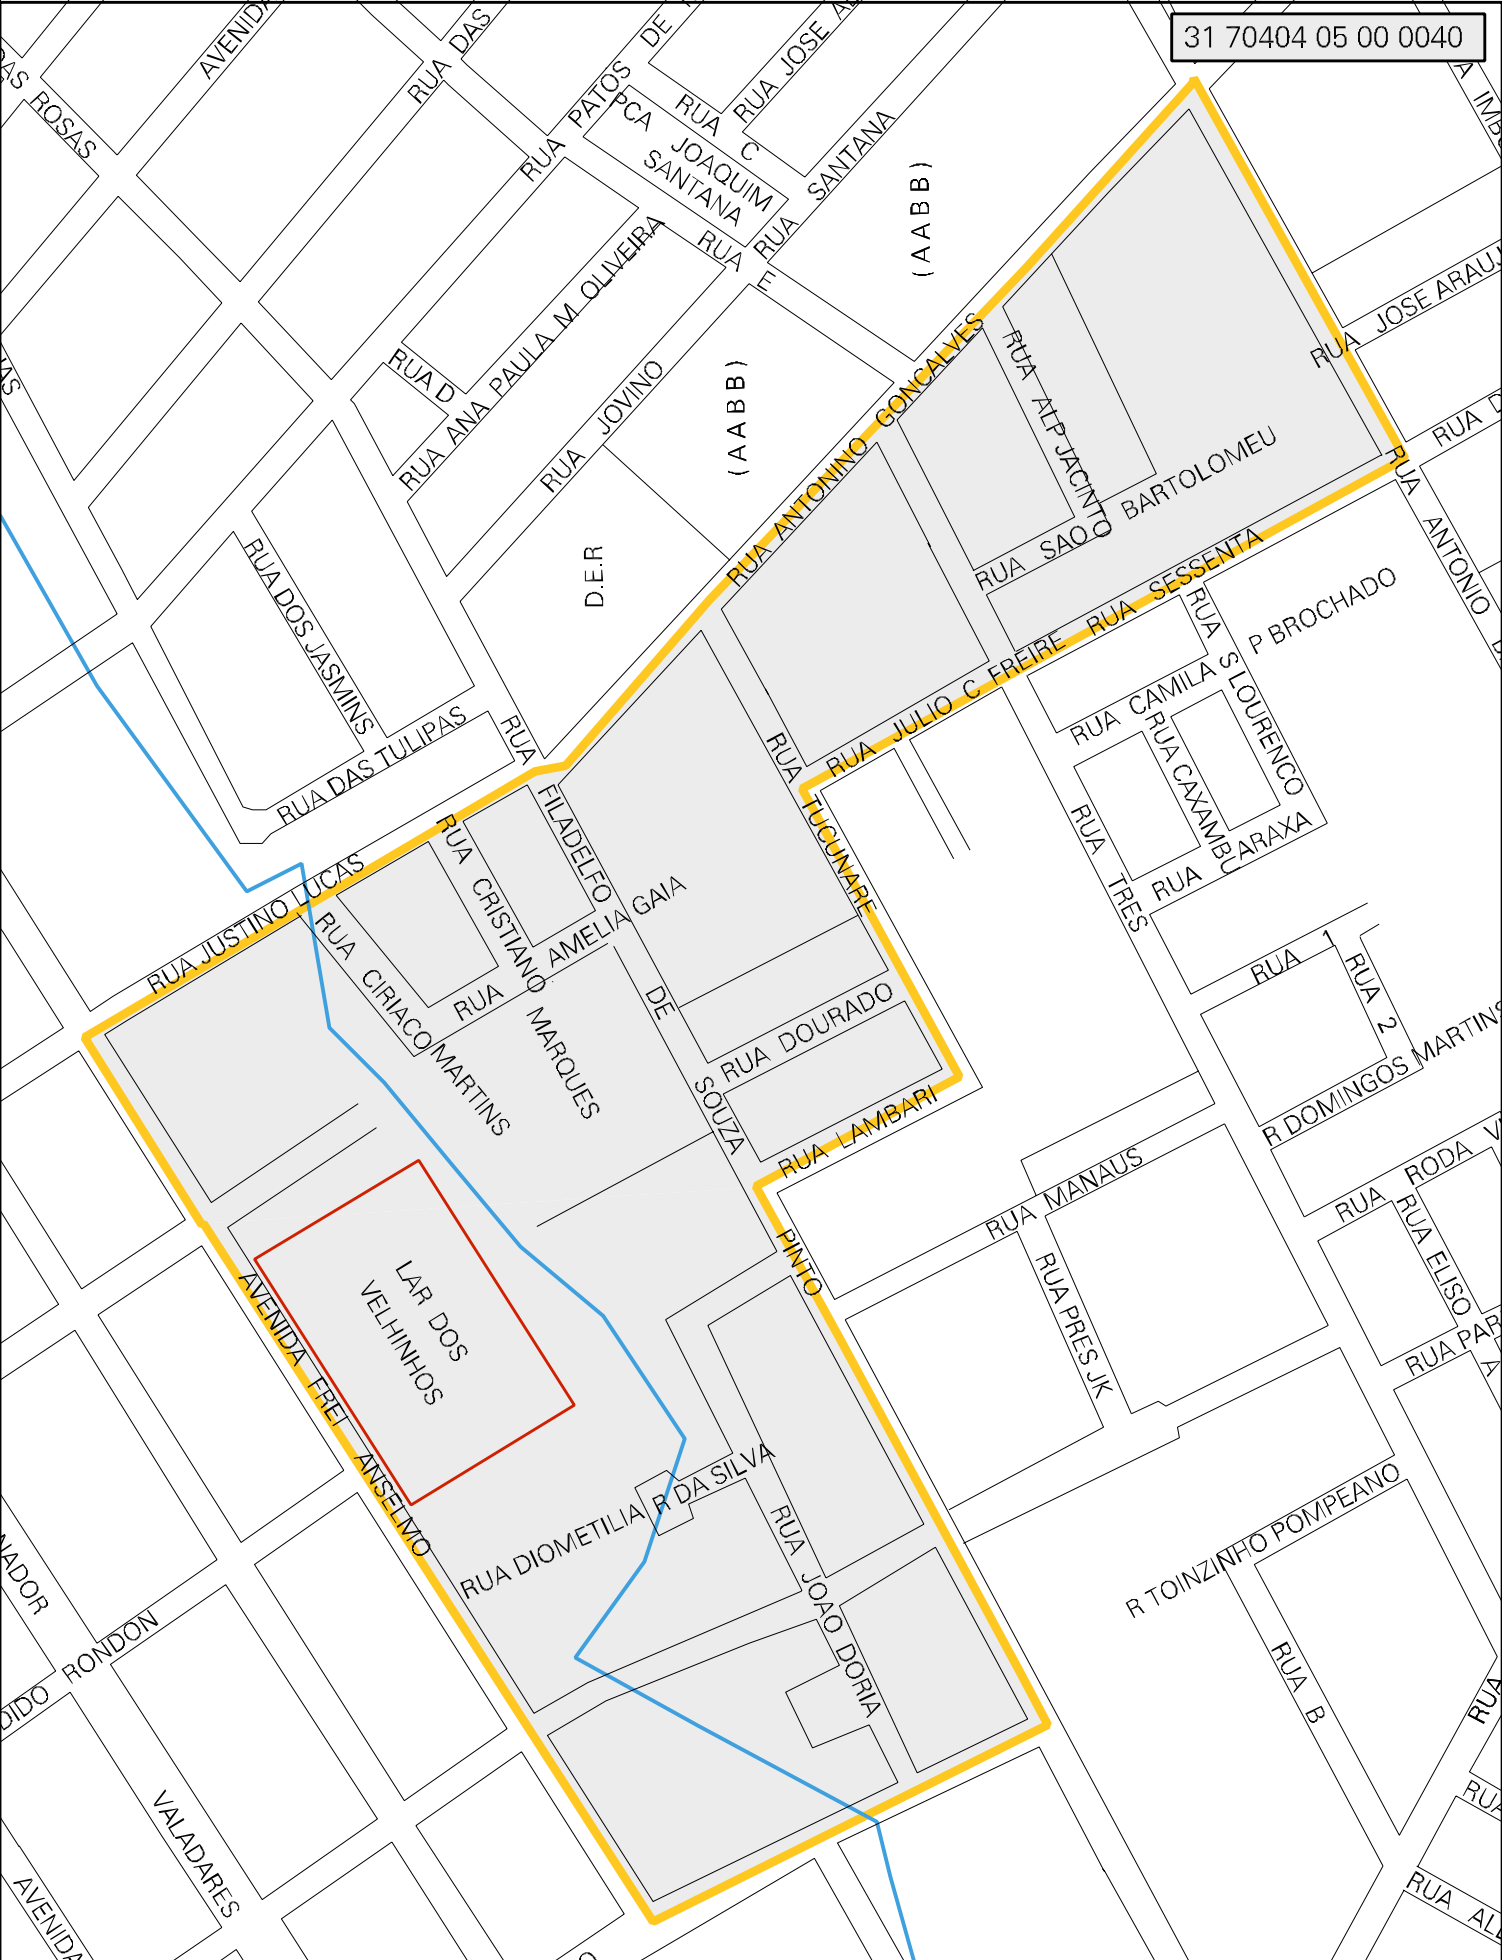 31 70404 05 00 0040
AVENIDA
RUA DAS
ROSAS
RUA PATOS DE
PCA JOAQUIM
SANTANA
RUA C
RUA JOSE
RUA SANTANA
RUA E
(AABB)
RUA D
RUA ANA PAULA M OLIVEIRA
RUA JOVINO
(AABB)
D.E.R
RUA ANTONINO GONCALVES
RUA ALP JACINTO
RUA SAO BARTOLOMEU
RUA JOSE ARAUJ
RUA D
RUA ANTONIO
RUA JULIO C FREIRE
RUA SESSENTA
RUA S LOURENCO
P BROCHADO
RUA CAMILA
RUA CAXAMBU
RUA ARAXA
RUA TRES
RUA 1
RUA 2
R DOMINGOS MARTINS
RUA DOS JASMINS
RUA DAS TULIPAS
RUA JUSTINO LUCAS
RUA FILADELFO DE SOUZA PINTO
RUA CRISTIANO MARQUES
RUA CIRIACO MARTINS
RUA AMELIA GAIA
RUA TUCUNARE
RUA DOURADO
RUA LAMBARI
RUA MANAUS
RUA PRES JK
RUA RODA
RUA ELISO
RUA PAR
LAR DOS
VELHINHOS
AVENIDA FREI ANSELMO
RUA DIOMETILIA R DA SILVA
RUA JOAO DORIA
R TOINZINHO POMPEANO
RUA B
RUA
RUA
RUA AL
NADOR
VALADARES
DIDO RONDON
AVENIDA